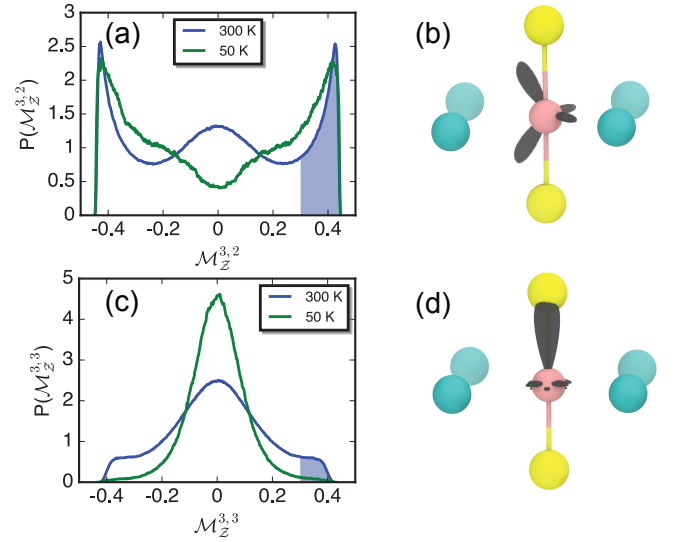 (a)
300 K
50 K
3.0
2.5
2
1.5
1
0.5
0
P(ℳ_𝒵^{3,2})
-0.4 -0.2 0 0.2 0.4
ℳ_𝒵^{3,2}
(b)
(c)
300 K
50 K
5
4
3
2
1
0
P(ℳ_𝒵^{3,3})
-0.4 -0.2 0 0.2 0.4
ℳ_𝒵^{3,3}
(d)